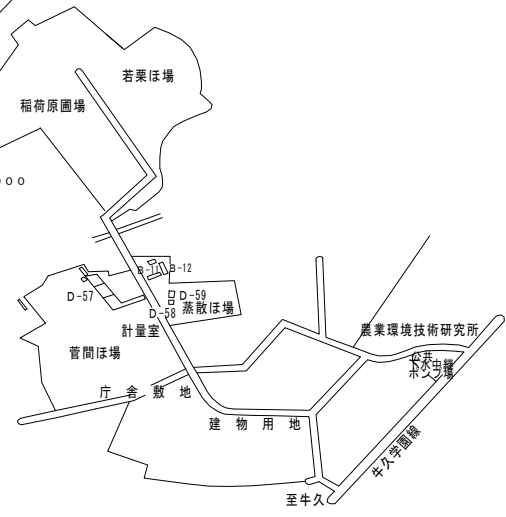 若栗ほ場
稲荷原圃場
000
B-11
B-12
D-57
D-59
D-58
蒸散ほ場
計量室
農業環境技術研究所
菅間ほ場
公共
下水中継
ポンプ場
庁舎敷地
建物用地
牛久学園線
至牛久